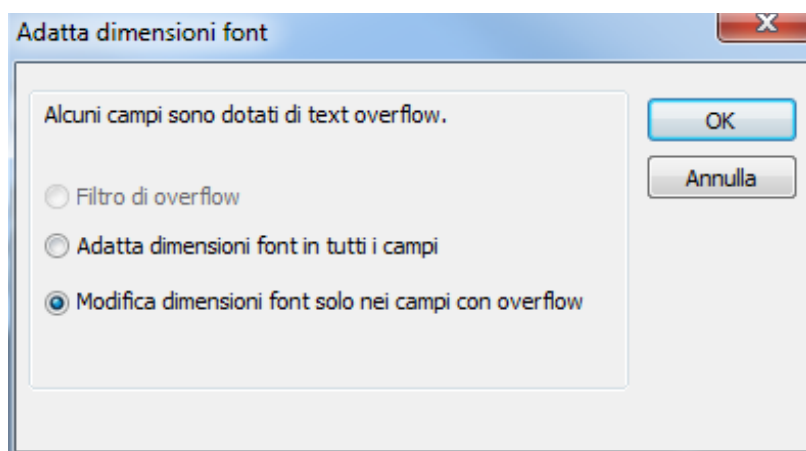 Adatta dimensioni font
X
Alcuni campi sono dotati di text overflow.
OK
Annulla
Filtro di overflow
Adatta dimensioni font in tutti i campi
Modifica dimensioni font solo nei campi con overflow